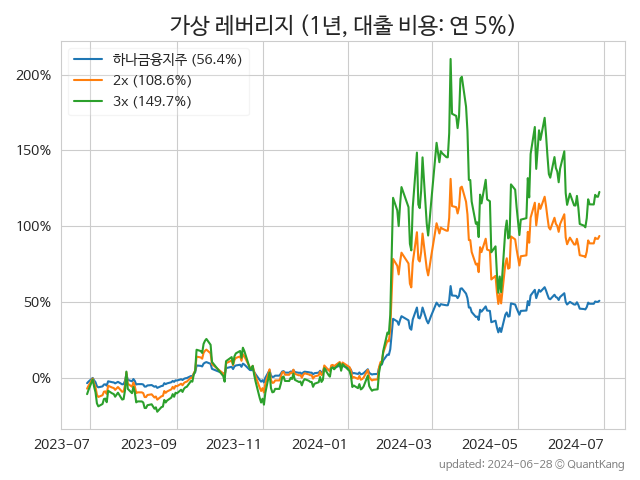 가상 레버리지 (1년, 대출 비용: 연 5%)
하나금융지주 (56.4%)
2x (108.6%)
3x (149.7%)
200%
150%
100%
50%
0%
2023-07 2023-09 2023-11 2024-01 2024-03 2024-05 2024-07
updated: 2024-06-28 © QuantKang